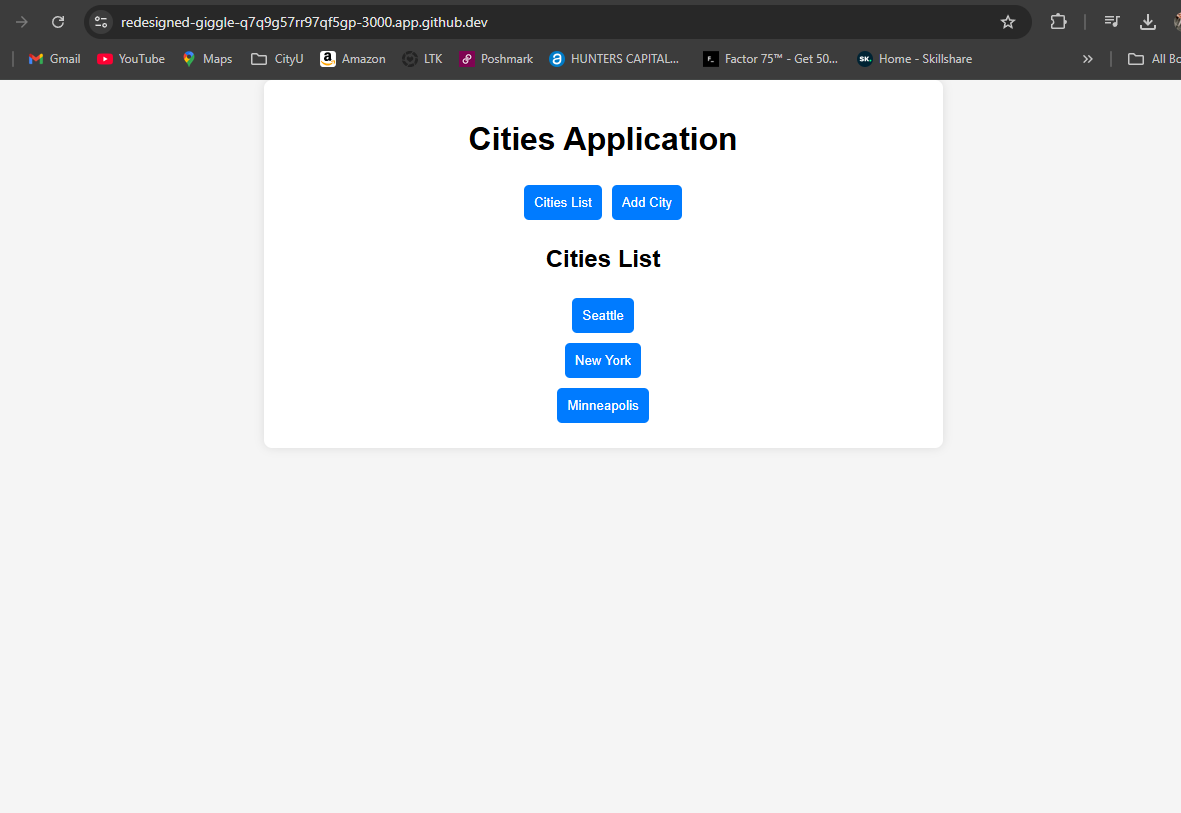 redesigned-giggle-q7q9g57rr97qf5gp-3000.app.github.dev
Gmail YouTube Maps CityU Amazon LTK Poshmark HUNTERS CAPITAL... Factor 75™ - Get 50... SK. Home - Skillshare » All Bo
Cities Application
Cities List Add City
Cities List
Seattle
New York
Minneapolis